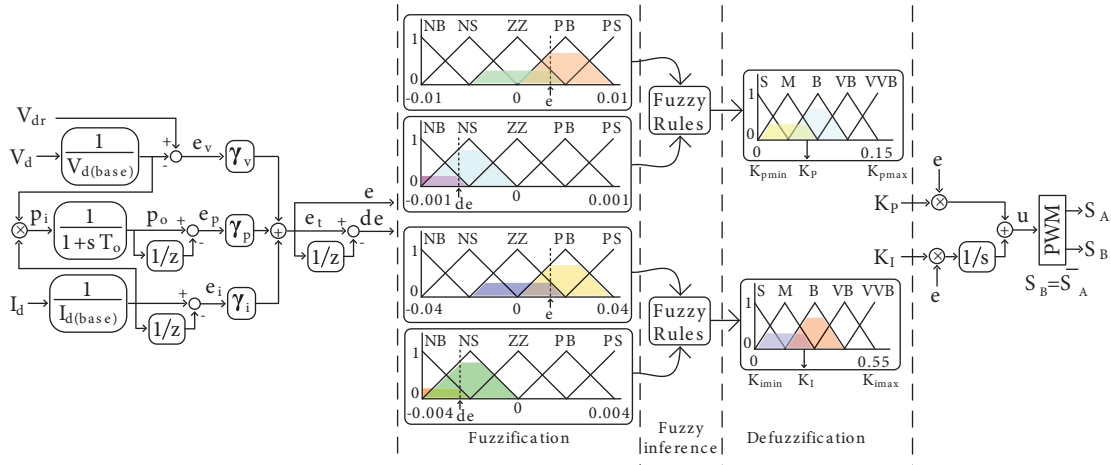 V_dr
V_d
1
V_d(base)
+
-
e_v
γ_v
p_i
1
1+s T_o
p_o
+
-
e_p
γ_p
1/z
I_d
1
I_d(base)
+
-
e_i
γ_i
1/z
e_t
1/z
+
-
e
de
NB NS ZZ PB PS
1
0
-0.01 0 0.01
e
NB NS ZZ PB PS
1
0
-0.001 0 0.001
de
NB NS ZZ PB PS
1
0
-0.04 0 0.04
e
NB NS ZZ PB PS
1
0
-0.004 0 0.004
de
Fuzzification
Fuzzy
Rules
Fuzzy
Rules
Fuzzy
inference
S M B VB VVB
1
0
0 0.15
K_pmin K_P K_pmax
S M B VB VVB
1
0
0 0.55
K_imin K_I K_imax
Defuzzification
e
K_P
K_I
e
1/s
+
u
PWM
S_A
S_B
S_B=S̅_A